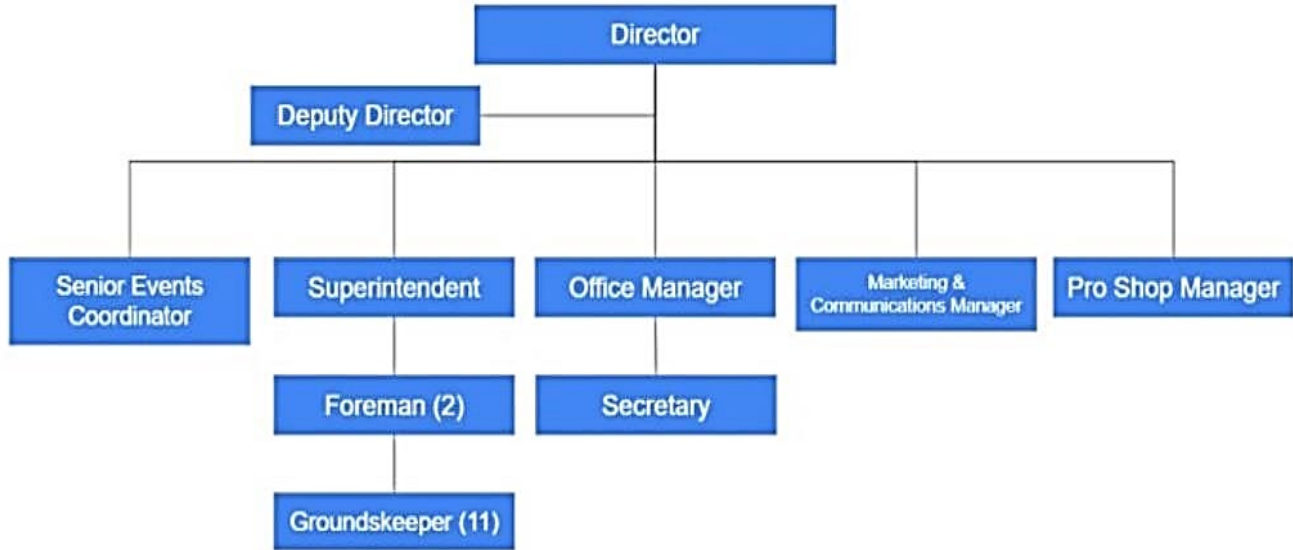 Director
Deputy Director
Senior Events
Coordinator
Superintendent
Office Manager
Marketing &
Communications Manager
Pro Shop Manager
Foreman (2)
Secretary
Groundskeeper (11)